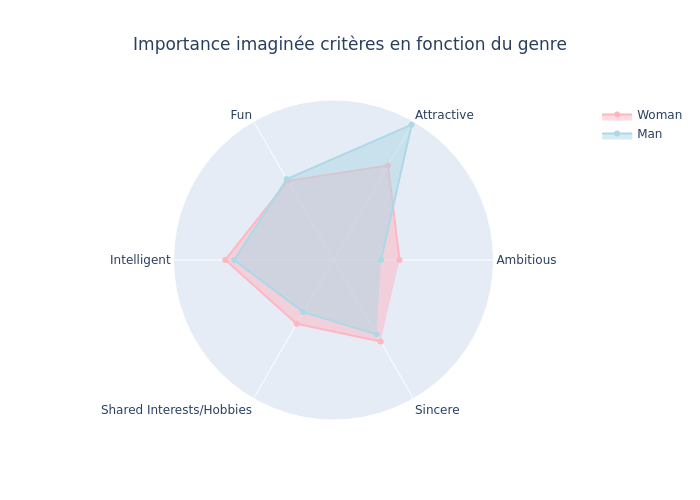 Importance imaginée critères en fonction du genre
Fun
Attractive
Woman
Man
Intelligent
Ambitious
Shared Interests/Hobbies
Sincere